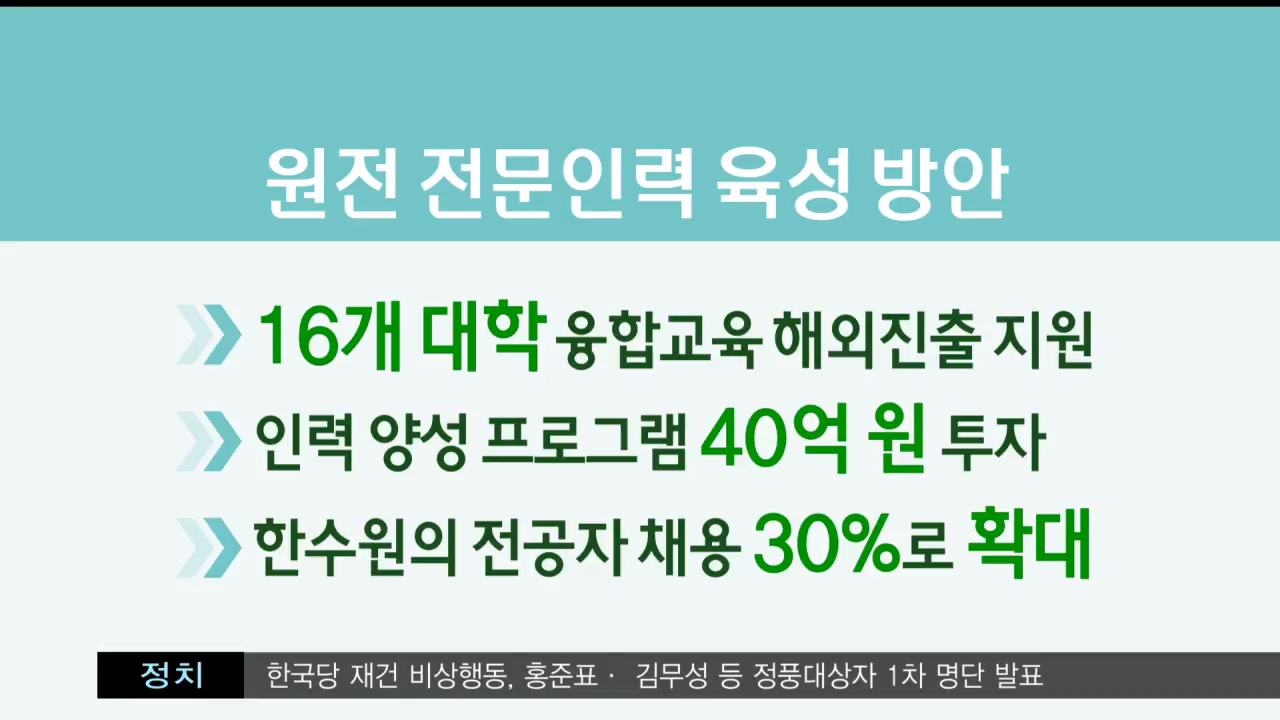 원전 전문인력 육성 방안
16개 대학 융합교육 해외진출 지원
인력 양성 프로그램 40억 원 투자
한수원의 전공자 채용 30%로 확대
정치 한국당 재건 비상행동, 홍준표· 김무성 등 정풍대상자 1차 명단 발표